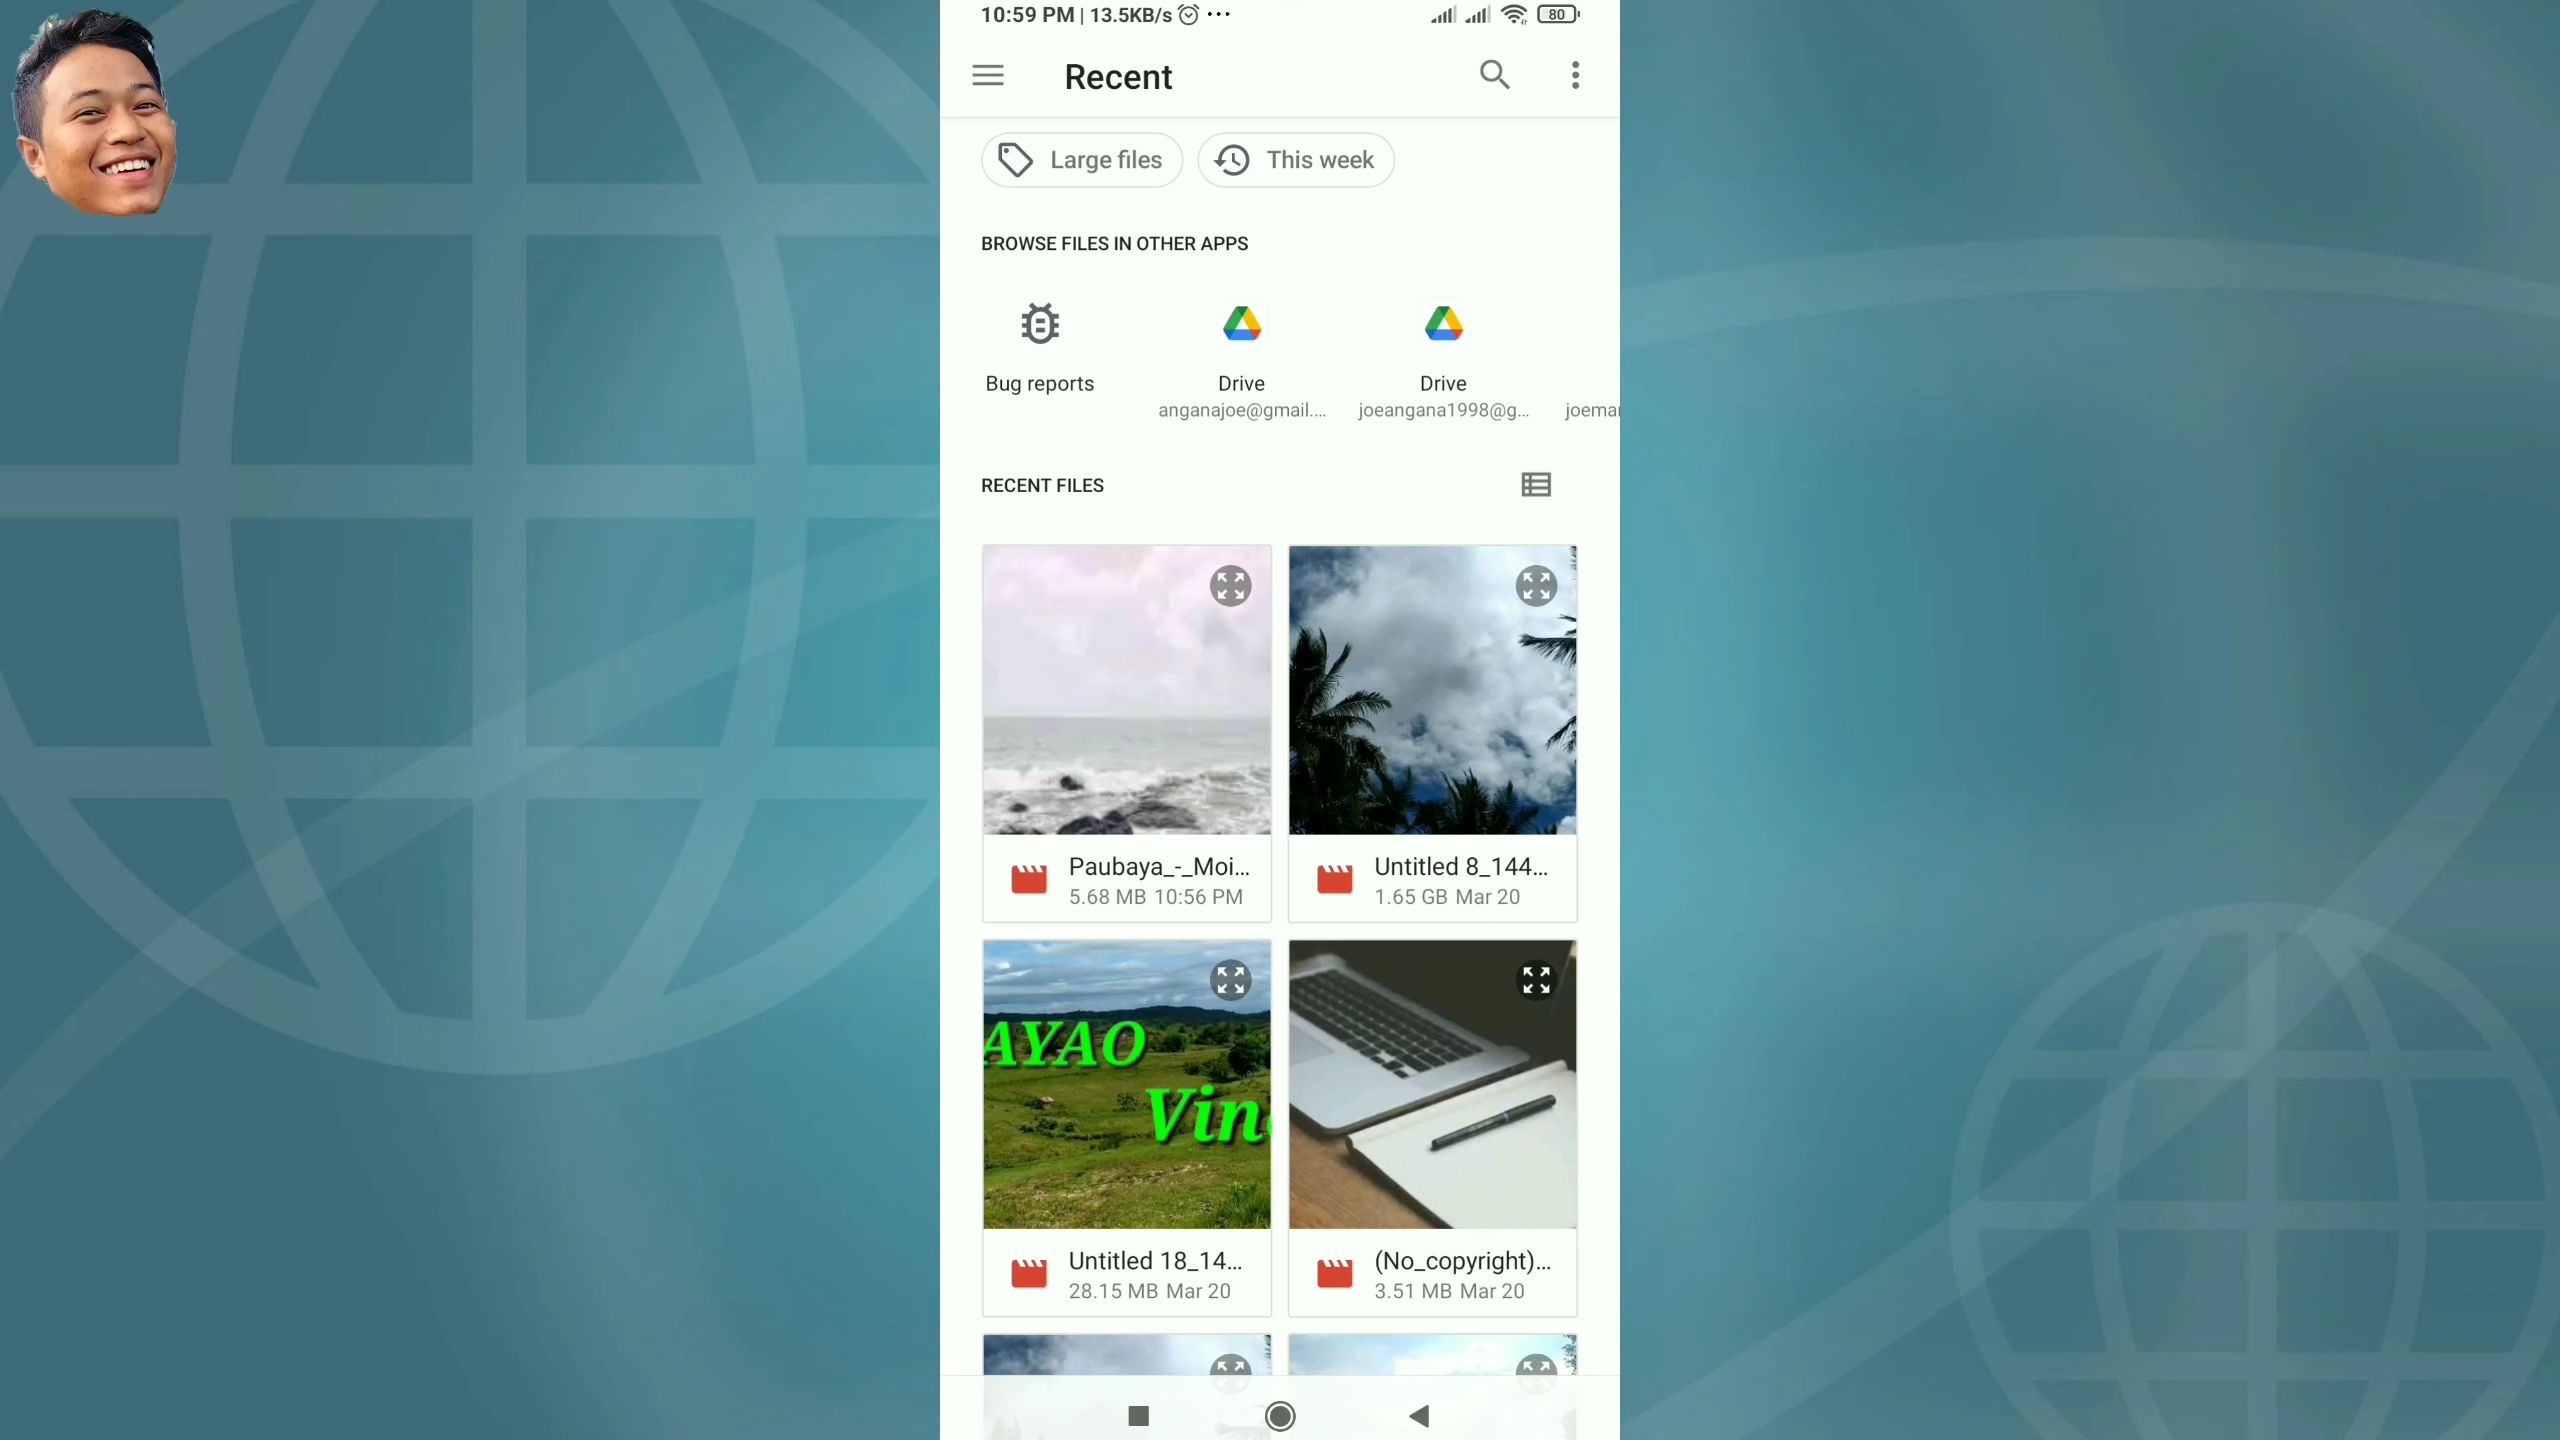 10:59 PM | 13.5KB/s ...
80
Recent
Large files
This week
BROWSE FILES IN OTHER APPS
Bug reports
Drive
anganajoe@gmail....
Drive
joeangana1998@g...
joema
RECENT FILES
Paubaya_-_Moi...
5.68 MB 10:56 PM
Untitled 8_144...
1.65 GB Mar 20
AYAO
Vin
Untitled 18_14...
28.15 MB Mar 20
(No_copyright)...
3.51 MB Mar 20